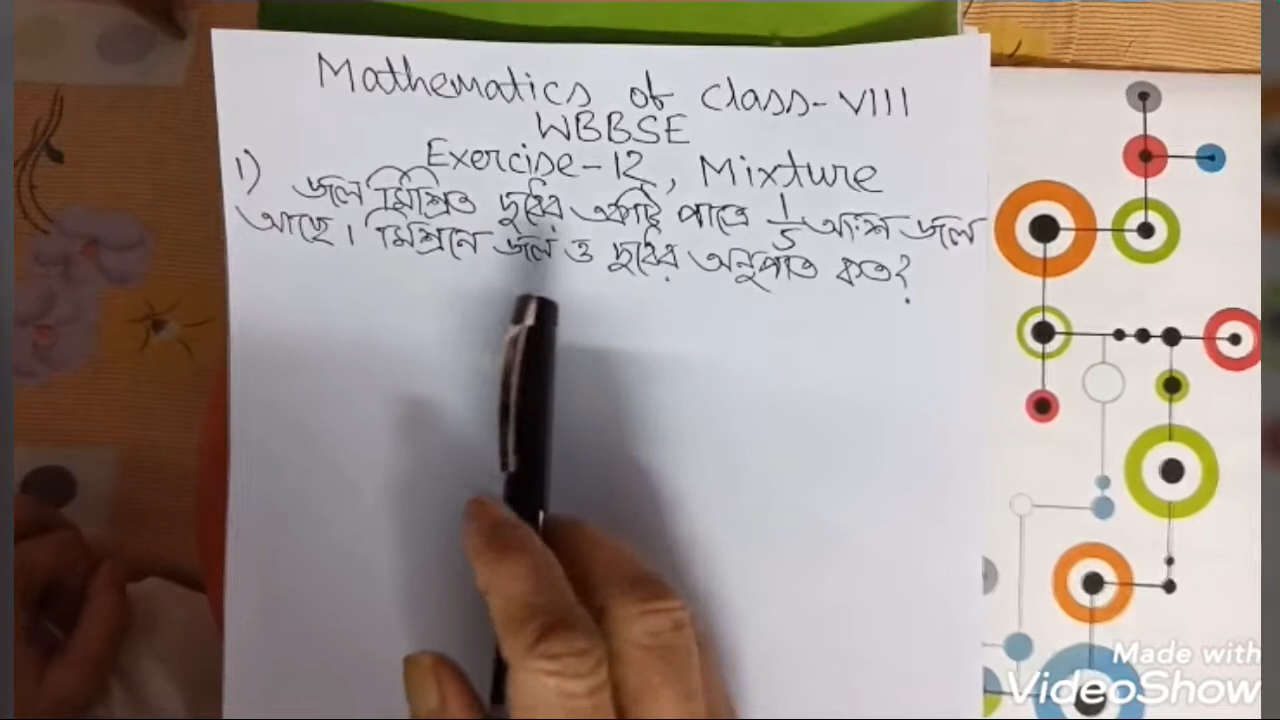 Mathematics of Class-VIII
WBBSE
Exercise-12, Mixture
1) জল মিশ্রিত দুধের একটি পাত্রে 1/5 অংশ জল
আছে। মিশ্রনে জল ও দুধের অনুপাত কত?
Made with
VideoShow